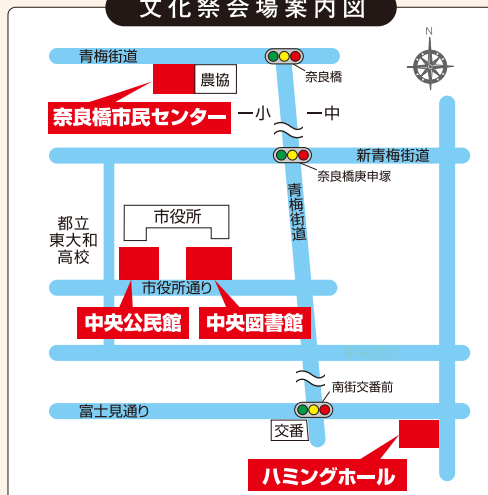 文化祭会場案内図
N
青梅街道
農協
奈良橋
奈良橋市民センター
一小
一中
新青梅街道
奈良橋庚申塚
青梅街道
都立
東大和
高校
市役所
市役所通り
中央公民館
中央図書館
南街交番前
富士見通り
交番
ハミングホール